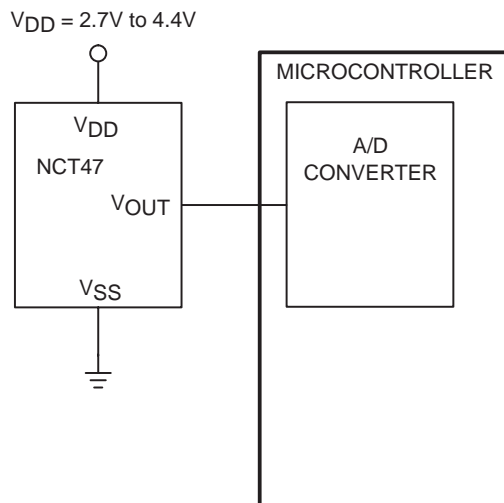 VDD = 2.7V to 4.4V
MICROCONTROLLER
VDD
NCT47
VOUT
VSS
A/D
CONVERTER